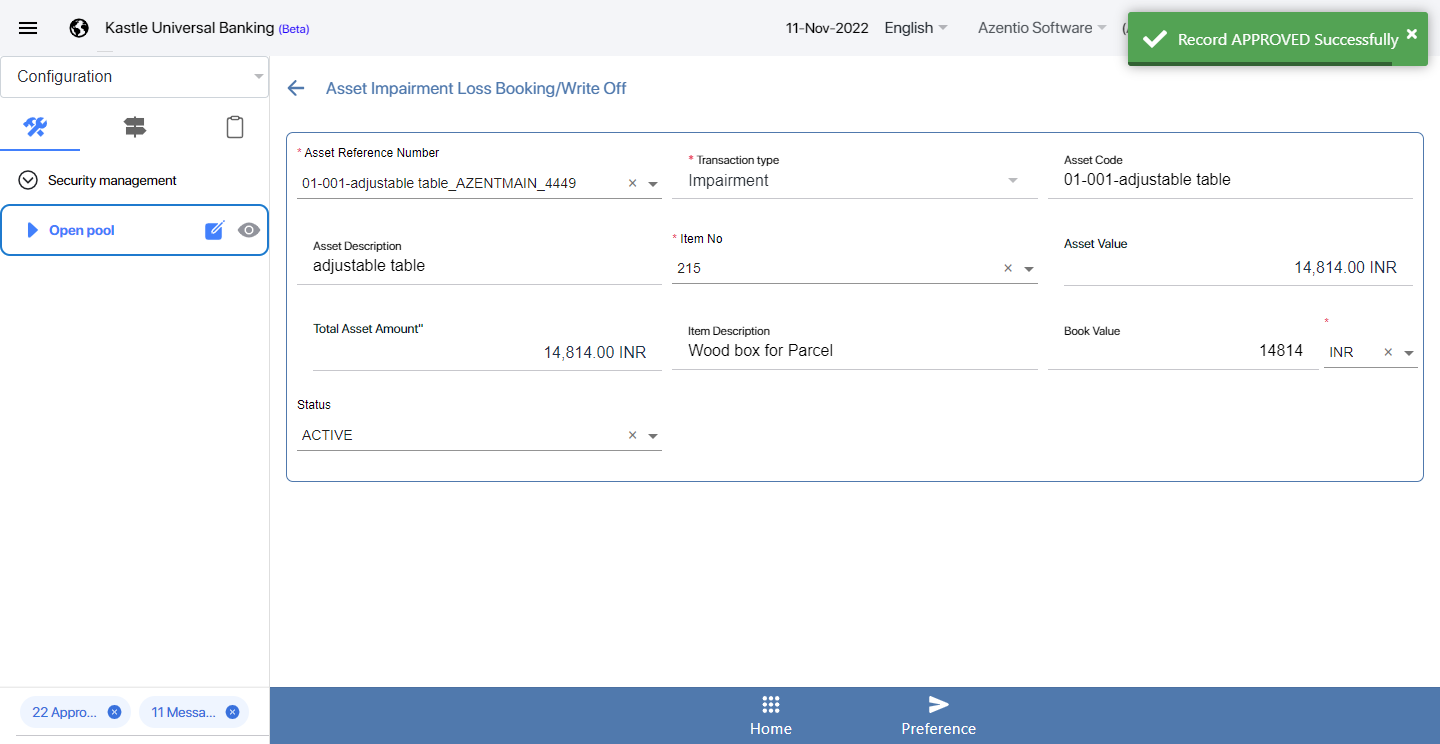 Kastle Universal Banking (Beta)
11-Nov-2022
English
Azentio Software
Record APPROVED Successfully
Configuration
Security management
Open pool
22 Appro...
11 Messa...
Asset Impairment Loss Booking/Write Off
* Asset Reference Number
01-001-adjustable table_AZENTMAIN_4449
* Transaction type
Impairment
Asset Code
01-001-adjustable table
Asset Description
adjustable table
* Item No
215
Asset Value
14,814.00 INR
Total Asset Amount"
14,814.00 INR
Item Description
Wood box for Parcel
Book Value
14814
*
INR
Status
ACTIVE
Home
Preference